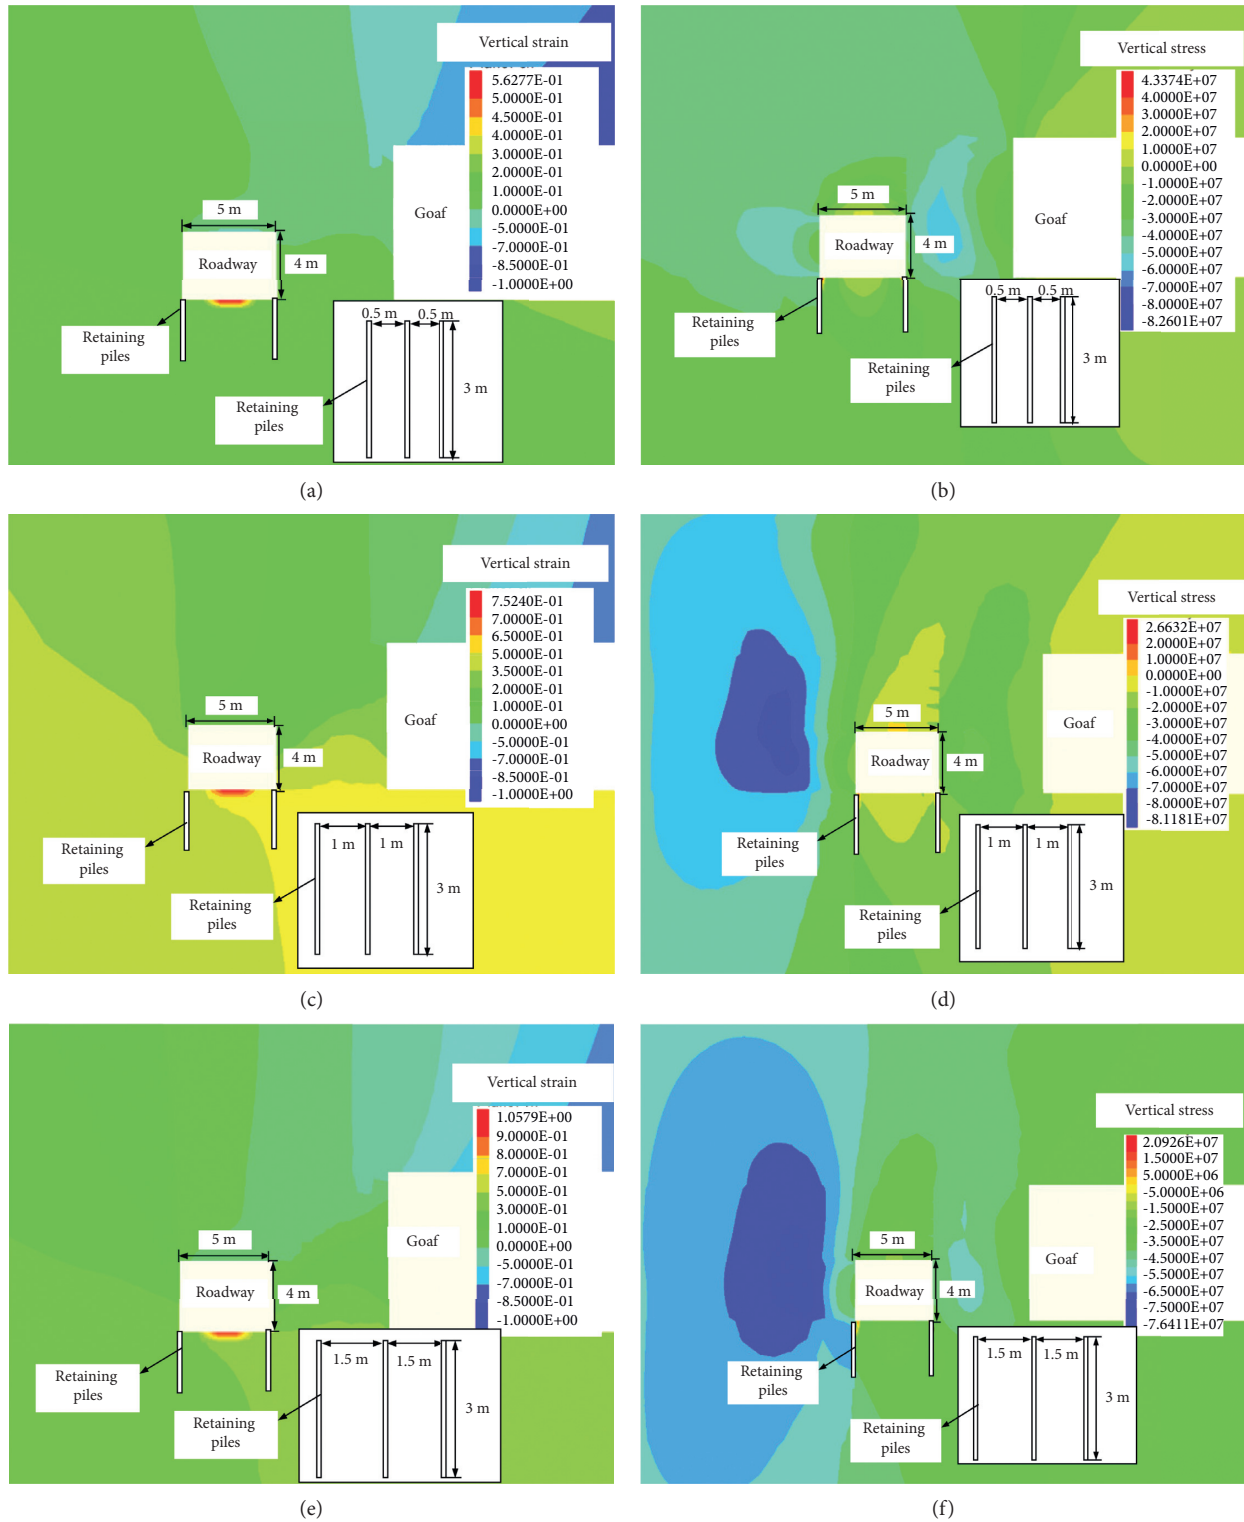 Vertical strain
5.6277E-01
5.0000E-01
4.5000E-01
4.0000E-01
3.0000E-01
2.0000E-01
1.0000E-01
0.0000E+00
-5.0000E-01
-7.0000E-01
-8.5000E-01
-1.0000E+00
5 m
Goaf
Roadway
4 m
Retaining
piles
0.5 m
0.5 m
3 m
Retaining
piles
(a)
Vertical stress
4.3374E+07
4.0000E+07
3.0000E+07
2.0000E+07
1.0000E+07
0.0000E+00
-1.0000E+07
-2.0000E+07
-3.0000E+07
-4.0000E+07
-5.0000E+07
-6.0000E+07
-7.0000E+07
-8.0000E+07
-8.2601E+07
5 m
Goaf
Roadway
4 m
Retaining
piles
0.5 m
0.5 m
3 m
Retaining
piles
(b)
Vertical strain
7.5240E-01
7.0000E-01
6.5000E-01
5.0000E-01
3.5000E-01
2.0000E-01
1.0000E-01
0.0000E+00
-5.0000E-01
-7.0000E-01
-8.5000E-01
-1.0000E+00
5 m
Goaf
Roadway
4 m
Retaining
piles
1 m
1 m
3 m
Retaining
piles
(c)
Vertical stress
2.6632E+07
2.0000E+07
1.0000E+07
0.0000E+00
-1.0000E+07
-2.0000E+07
-3.0000E+07
-4.0000E+07
-5.0000E+07
-6.0000E+07
-7.0000E+07
-8.0000E+07
-8.1181E+07
5 m
Goaf
Roadway
4 m
Retaining
piles
1 m
1 m
3 m
Retaining
piles
(d)
Vertical strain
1.0579E+00
9.0000E-01
8.0000E-01
7.0000E-01
5.0000E-01
3.0000E-01
1.0000E-01
0.0000E+00
-5.0000E-01
-7.0000E-01
-8.5000E-01
-1.0000E+00
5 m
Goaf
Roadway
4 m
Retaining
piles
1.5 m
1.5 m
3 m
Retaining
piles
(e)
Vertical stress
2.0926E+07
1.5000E+07
5.0000E+06
-5.0000E+06
-1.5000E+07
-2.5000E+07
-3.5000E+07
-4.5000E+07
-5.5000E+07
-6.5000E+07
-7.5000E+07
-7.6411E+07
5 m
Goaf
Roadway
4 m
Retaining
piles
1.5 m
1.5 m
3 m
Retaining
piles
(f)